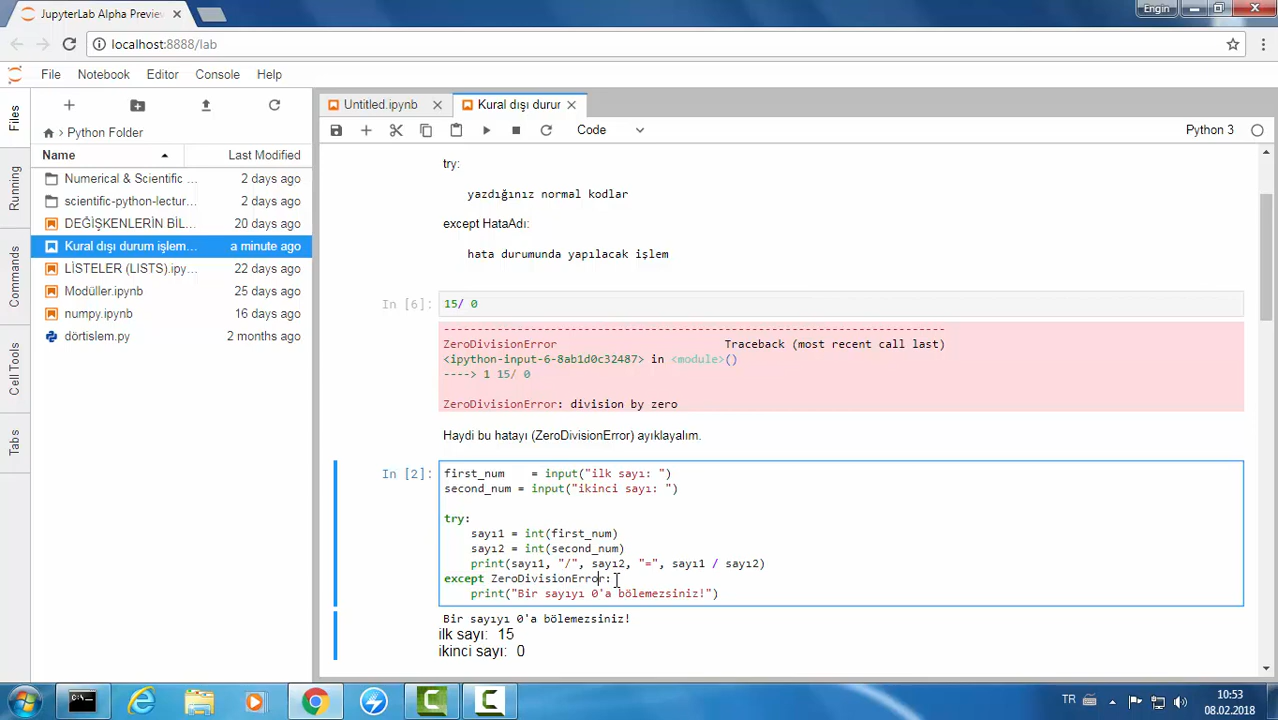 JupyterLab Alpha Preview
Engin
localhost:8888/lab
File Notebook Editor Console Help
Files
Running
Commands
Cell Tools
Tabs
Python Folder
Name Last Modified
Numerical & Scientific ... 2 days ago
scientific-python-lectur... 2 days ago
DEĞİŞKENLERİN BİL... 20 days ago
Kural dışı durum işlem... a minute ago
LİSTELER (LISTS).ipy... 22 days ago
Modüller.ipynb 25 days ago
numpy.ipynb 16 days ago
dörtislem.py 2 months ago
Untitled.ipynb
Kural dışı durur
Code
Python 3
try:
yazdığınız normal kodlar
except HataAdı:
hata durumunda yapılacak işlem
In [6]: 15/ 0
---------------------------------------------------------------------------
ZeroDivisionError Traceback (most recent call last)
<ipython-input-6-8ab1d0c32487> in <module>()
----> 1 15/ 0
ZeroDivisionError: division by zero
Haydi bu hatayı (ZeroDivisionError) ayıklayalım.
In [2]: first_num = input("ilk sayı: ")
second_num = input("ikinci sayı: ")
try:
sayı1 = int(first_num)
sayı2 = int(second_num)
print(sayı1, "/", sayı2, "=", sayı1 / sayı2)
except ZeroDivisionError:
print("Bir sayıyı 0'a bölemezsiniz!")
Bir sayıyı 0'a bölemezsiniz!
ilk sayı: 15
ikinci sayı: 0
TR
10:53
08.02.2018